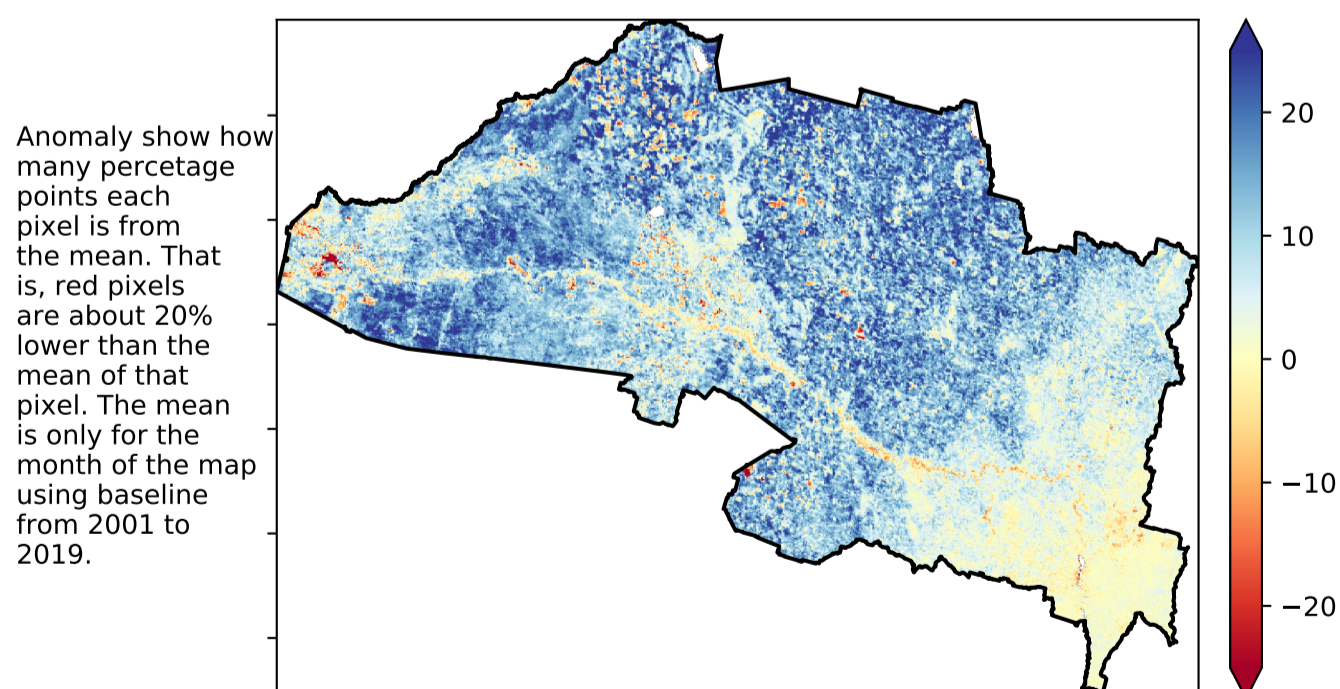 Anomaly show how
many percetage
points each
pixel is from
the mean. That
is, red pixels
are about 20%
lower than the
mean of that
pixel. The mean
is only for the
month of the map
using baseline
from 2001 to
2019.
20
10
0
−10
−20